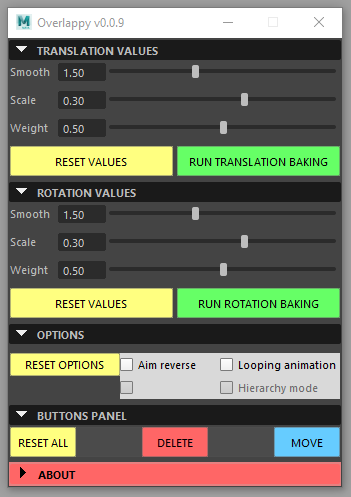 Overlappy v0.0.9
TRANSLATION VALUES
Smooth 1.50
Scale 0.30
Weight 0.50
RESET VALUES RUN TRANSLATION BAKING
ROTATION VALUES
Smooth 1.50
Scale 0.30
Weight 0.50
RESET VALUES RUN ROTATION BAKING
OPTIONS
RESET OPTIONS Aim reverse Looping animation
Hierarchy mode
BUTTONS PANEL
RESET ALL DELETE MOVE
ABOUT